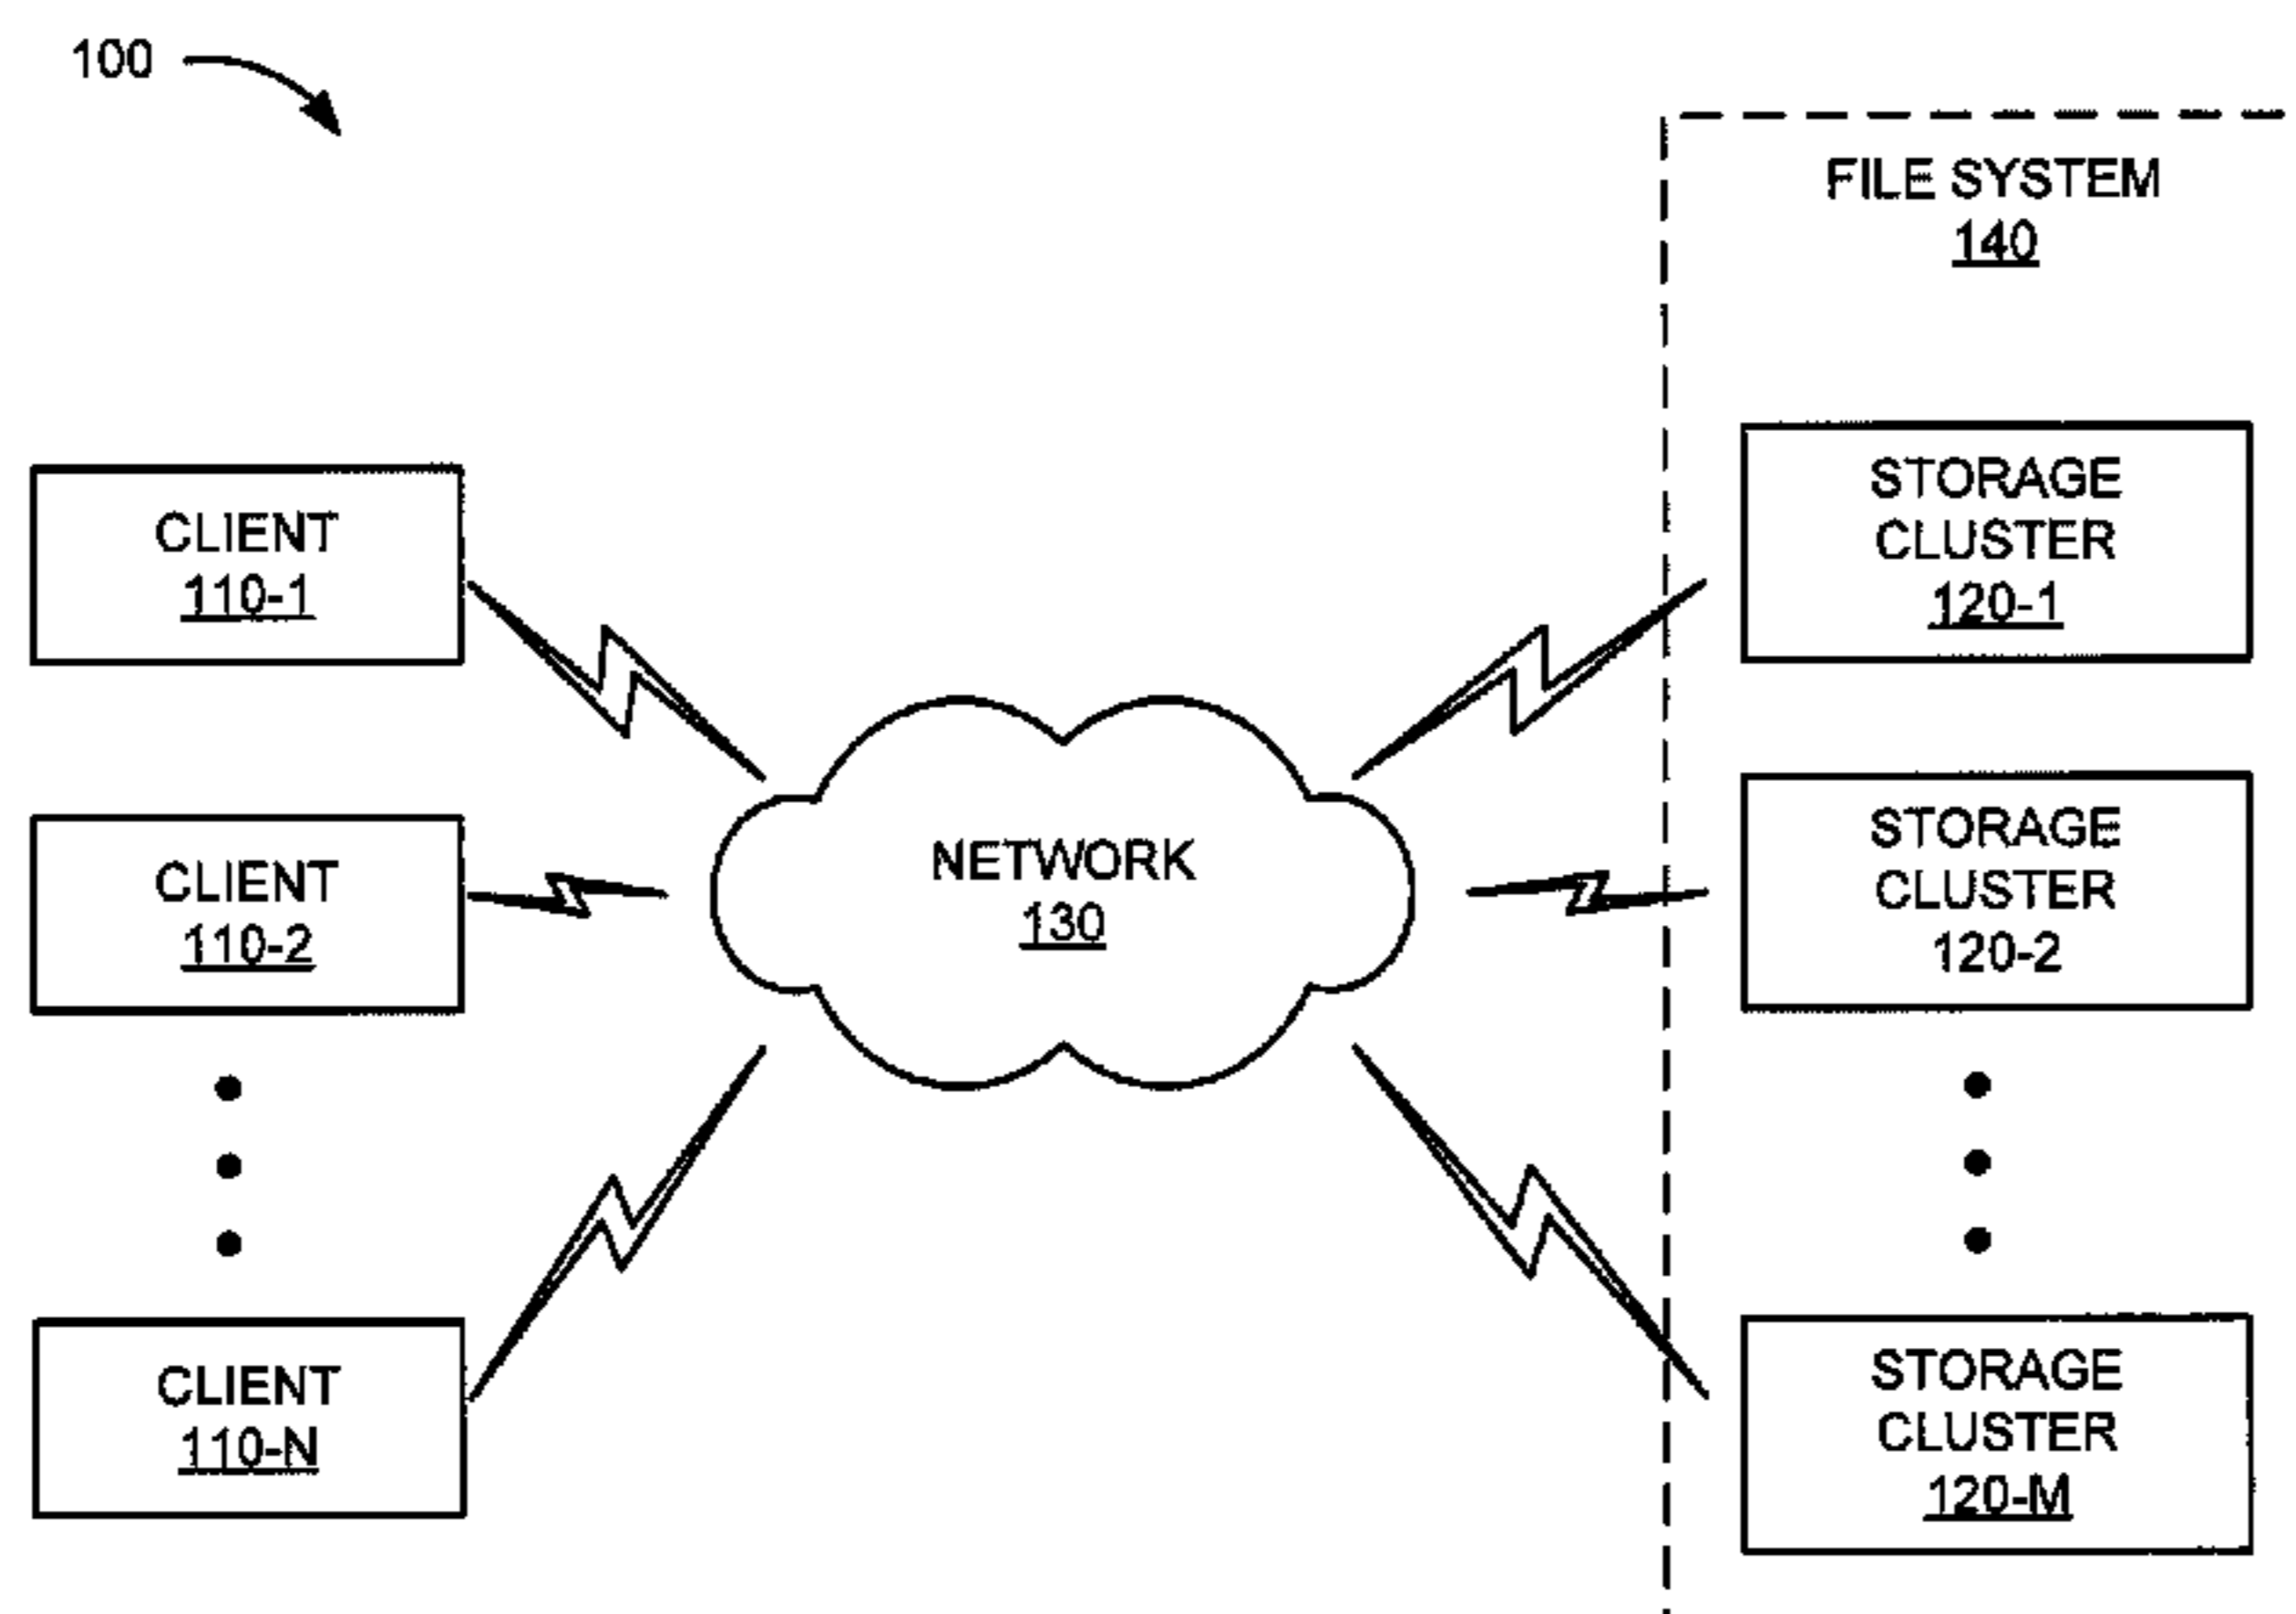 100
FILE SYSTEM
140
CLIENT
110-1
CLIENT
110-2
CLIENT
110-N
NETWORK
130
STORAGE
CLUSTER
120-1
STORAGE
CLUSTER
120-2
STORAGE
CLUSTER
120-M